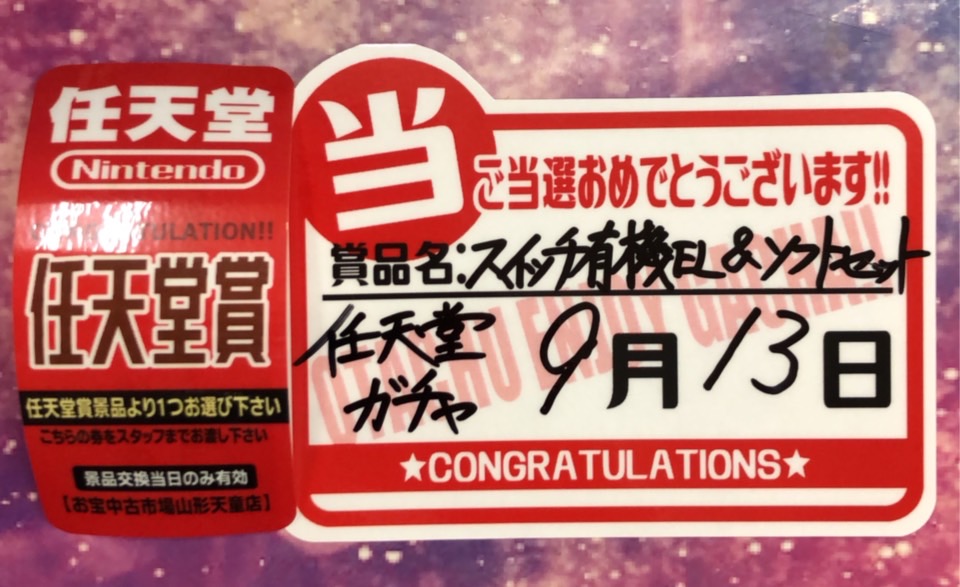 任天堂
Nintendo
ULATION!!
任天堂賞
任天堂賞景品より1つお選び下さい
こちらの券をスタッフまでお渡し下さい
景品交換当日のみ有効
【お宝中古市場山形天童店】
当
ご当選おめでとうございます!!
賞品名:スイッチ有機EL&ソフトセット
任天堂
ガチャ
9月13日
★CONGRATULATIONS★